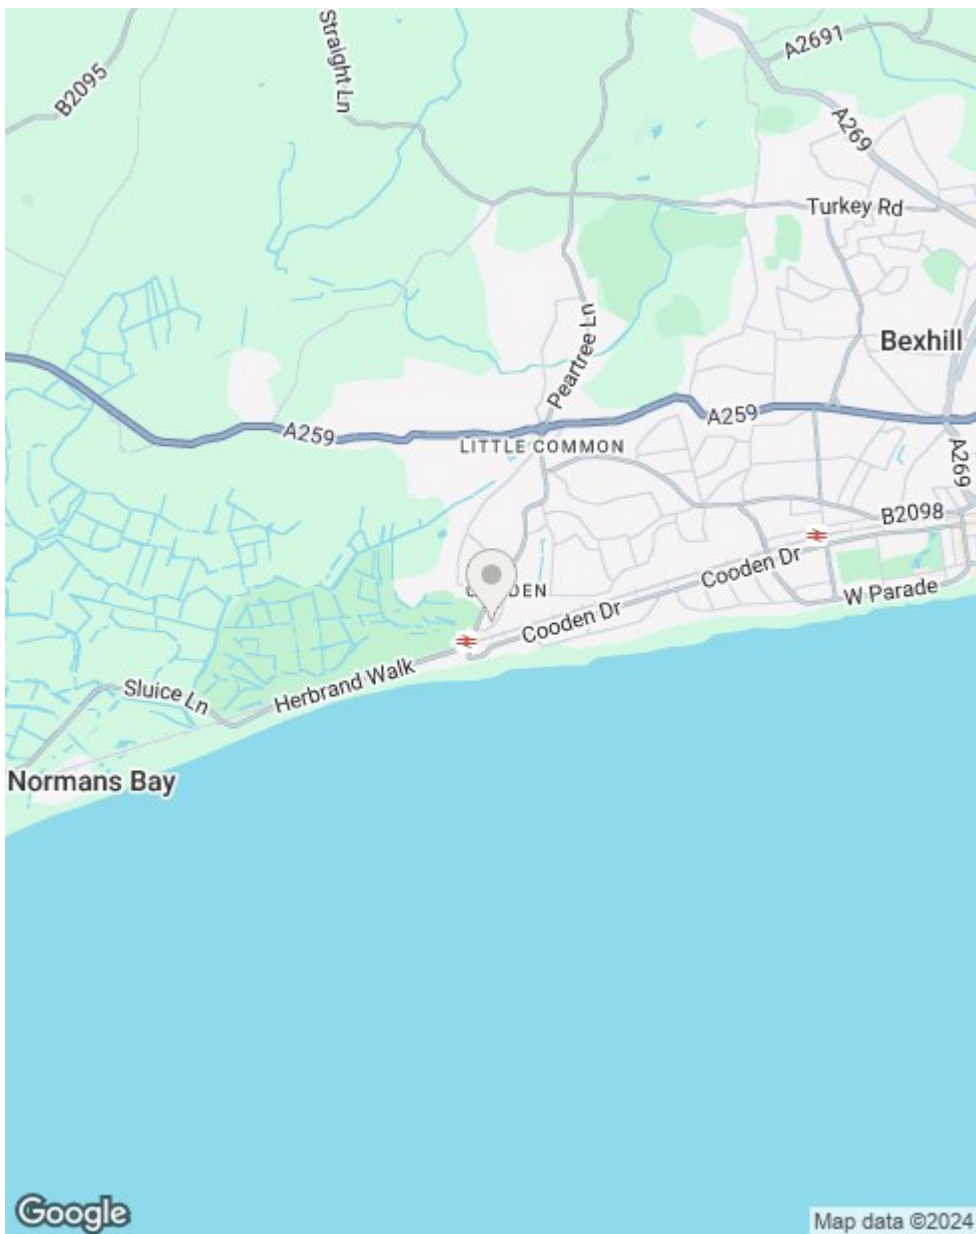 Straight Ln
A2691
B2095
A269
Turkey Rd
Peartree Ln
Bexhill
A259
A259
LITTLE COMMON
A269
B2098
Cooden Dr
W Parade
Cooden Dr
Herbrand Walk
Sluice Ln
Normans Bay
Google
Map data ©2024